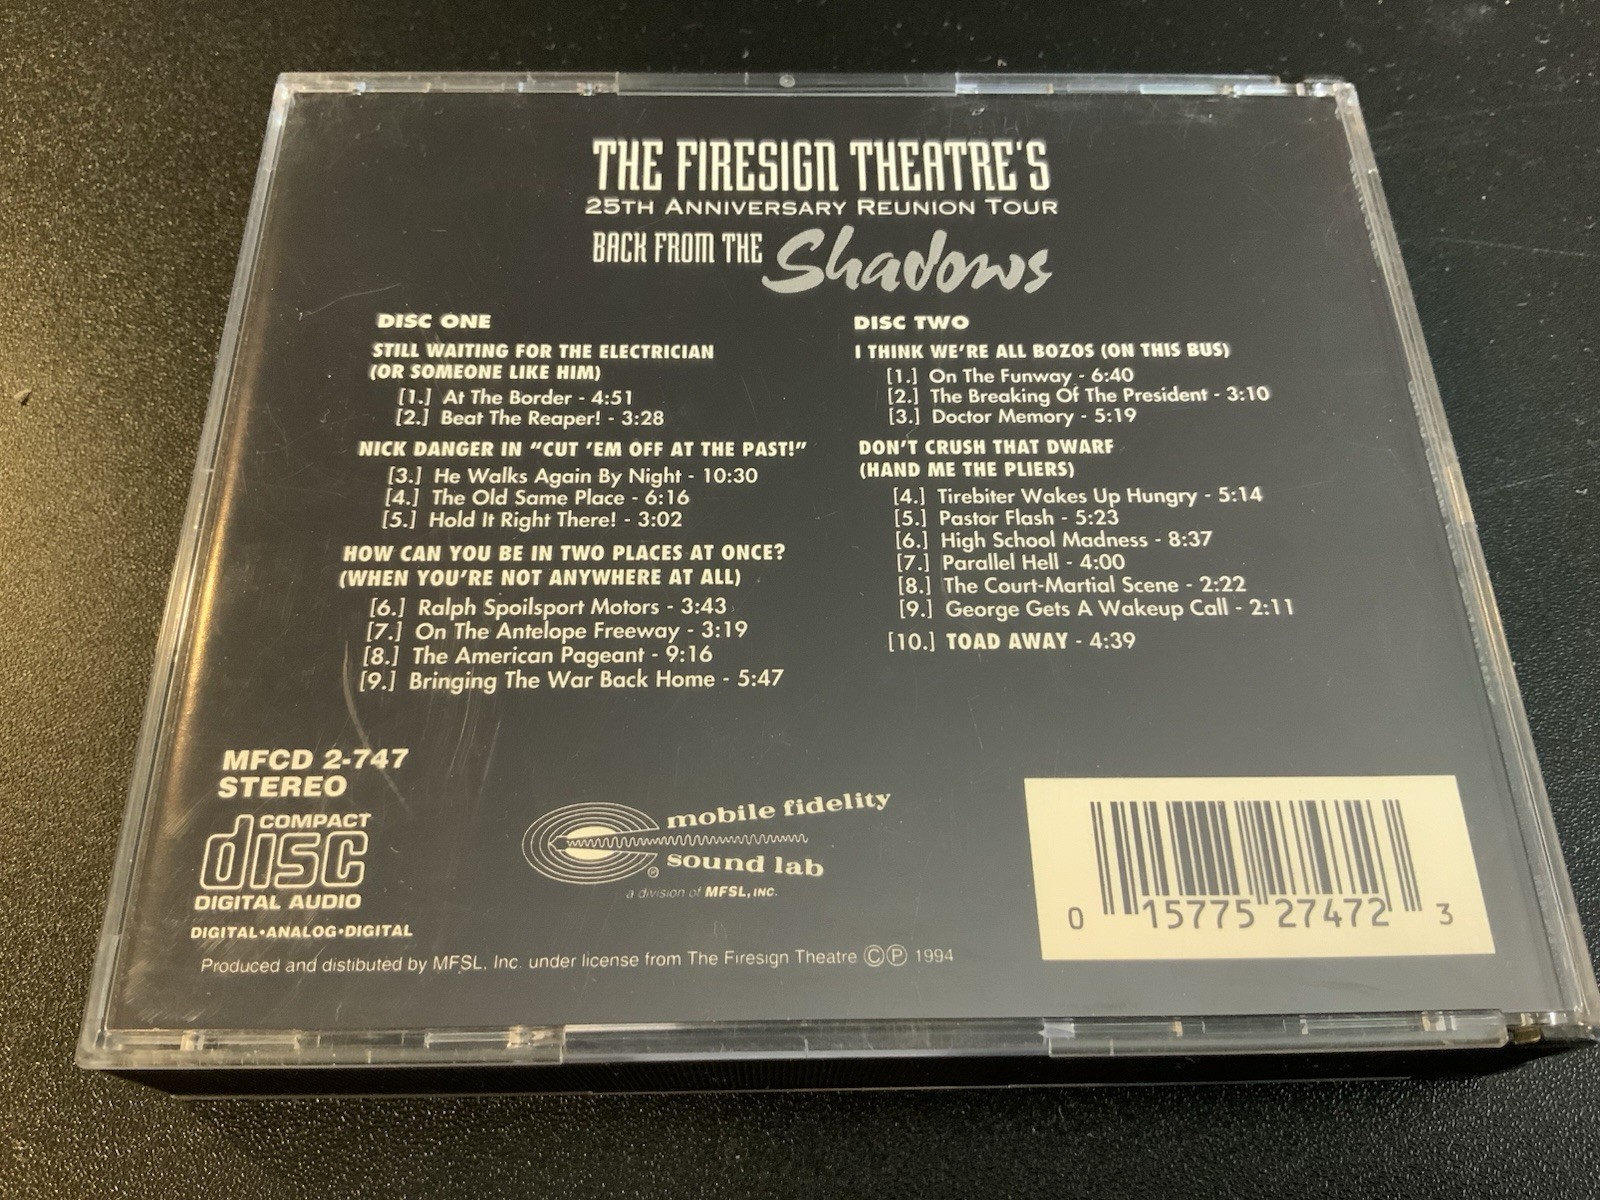 THE FIRESIGN THEATRE'S
25TH ANNIVERSARY REUNION TOUR
BACK FROM THE Shadows
DISC ONE
STILL WAITING FOR THE ELECTRICIAN
(OR SOMEONE LIKE HIM)
[1.] At The Border - 4:51
[2.] Beat The Reaper! - 3:28
NICK DANGER IN "CUT 'EM OFF AT THE PAST!"
[3.] He Walks Again By Night - 10:30
[4.] The Old Same Place - 6:16
[5.] Hold It Right There! - 3:02
HOW CAN YOU BE IN TWO PLACES AT ONCE?
(WHEN YOU'RE NOT ANYWHERE AT ALL)
[6.] Ralph Spoilsport Motors - 3:43
[7.] On The Antelope Freeway - 3:19
[8.] The American Pageant - 9:16
[9.] Bringing The War Back Home - 5:47
DISC TWO
I THINK WE'RE ALL BOZOS (ON THIS BUS)
[1.] On The Funway - 6:40
[2.] The Breaking Of The President - 3:10
[3.] Doctor Memory - 5:19
DON'T CRUSH THAT DWARF
(HAND ME THE PLIERS)
[4.] Tirebiter Wakes Up Hungry - 5:14
[5.] Pastor Flash - 5:23
[6.] High School Madness - 8:37
[7.] Parallel Hell - 4:00
[8.] The Court-Martial Scene - 2:22
[9.] George Gets A Wakeup Call - 2:11
[10.] TOAD AWAY - 4:39
MFCD 2-747
STEREO
COMPACT
disc
DIGITAL AUDIO
DIGITAL•ANALOG•DIGITAL
mobile fidelity
sound lab
®
a division of MFSL, INC.
Produced and distibuted by MFSL, Inc. under license from The Firesign Theatre ©℗ 1994
0 15775 27472 3